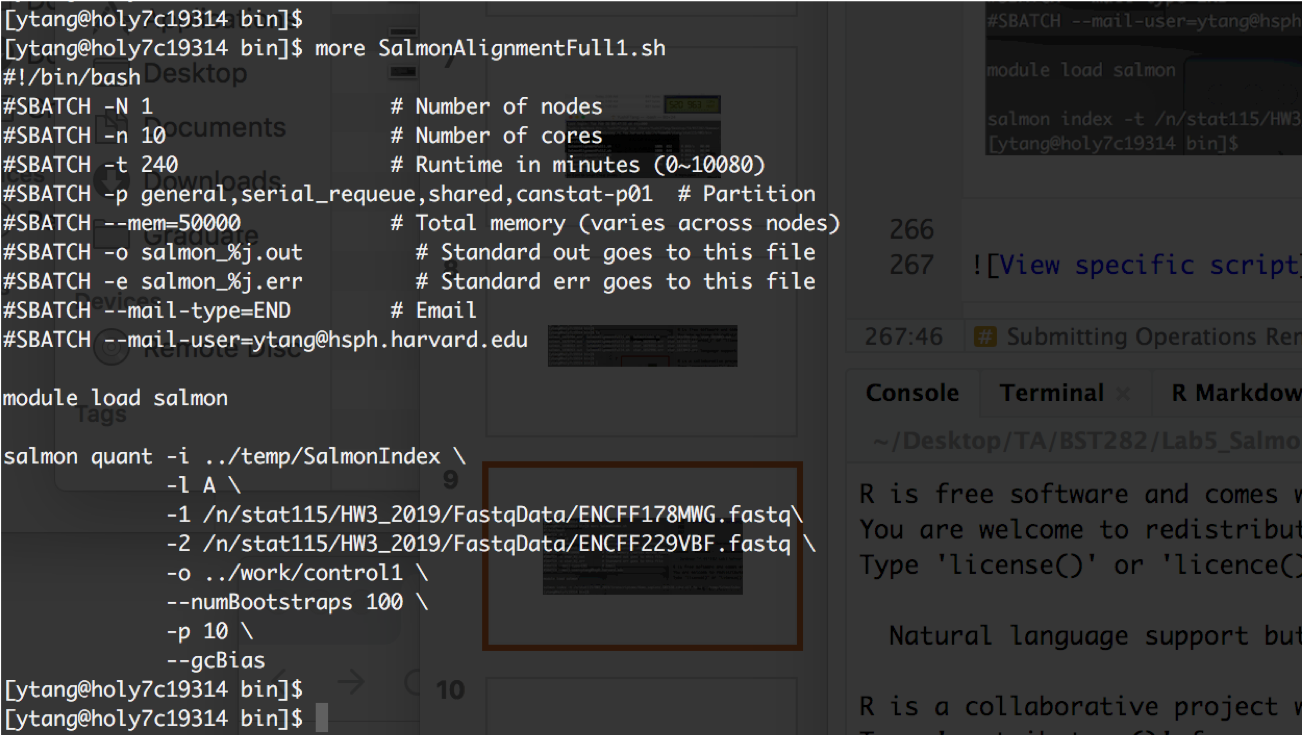 [ytang@holy7c19314 bin]$
[ytang@holy7c19314 bin]$ more SalmonAlignmentFull1.sh
#!/bin/bash
#SBATCH -N 1                   # Number of nodes
#SBATCH -n 10                  # Number of cores
#SBATCH -t 240                 # Runtime in minutes (0~10080)
#SBATCH -p general,serial_requeue,shared,canstat-p01  # Partition
#SBATCH --mem=50000            # Total memory (varies across nodes)
#SBATCH -o salmon_%j.out         # Standard out goes to this file
#SBATCH -e salmon_%j.err         # Standard err goes to this file
#SBATCH --mail-type=END        # Email
#SBATCH --mail-user=ytang@hsph.harvard.edu
module load salmon
salmon quant -i ../temp/SalmonIndex \
             -l A \
             -1 /n/stat115/HW3_2019/FastqData/ENCFF178MWG.fastq\
             -2 /n/stat115/HW3_2019/FastqData/ENCFF229VBF.fastq \
             -o ../work/control1 \
             --numBootstraps 100 \
             -p 10 \
             --gcBias
[ytang@holy7c19314 bin]$
[ytang@holy7c19314 bin]$
Applications
Desktop
Documents
Downloads
Graduate
Devices
Remote Disc
Tags
7
8
9
10
#SBATCH --mail-user=ytang@hsph
module load salmon
salmon index -t /n/stat115/HW3
[ytang@holy7c19314 bin]$
266
267 ![View specific script]
267:46 # Submitting Operations
Console Terminal × R
~/Desktop/TA/BST282/
R is free software and comes
You are welcome to
Type 'license()' or 'licence()
Natural language support but
R is a collaborative project